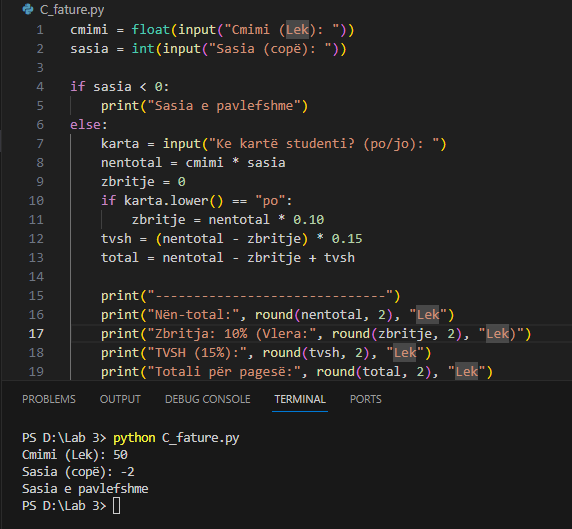 C_fature.py
1 cmimi = float(input("Cmimi (Lek): "))
2 sasia = int(input("Sasia (copë): "))
3
4 if sasia < 0:
5 print("Sasia e pavlefshme")
6 else:
7 karta = input("Ke kartë studenti? (po/jo): ")
8 nentotal = cmimi * sasia
9 zbritje = 0
10 if karta.lower() == "po":
11 zbritje = nentotal * 0.10
12 tvsh = (nentotal - zbritje) * 0.15
13 total = nentotal - zbritje + tvsh
14
15 print("------------------------------")
16 print("Nën-total:", round(nentotal, 2), "Lek")
17 print("Zbritja: 10% (Vlera:", round(zbritje, 2), "Lek)")
18 print("TVSH (15%):", round(tvsh, 2), "Lek")
19 print("Totali për pagesë:", round(total, 2), "Lek")
PROBLEMS OUTPUT DEBUG CONSOLE TERMINAL PORTS
PS D:\Lab 3> python C_fature.py
Cmimi (Lek): 50
Sasia (copë): -2
Sasia e pavlefshme
PS D:\Lab 3>